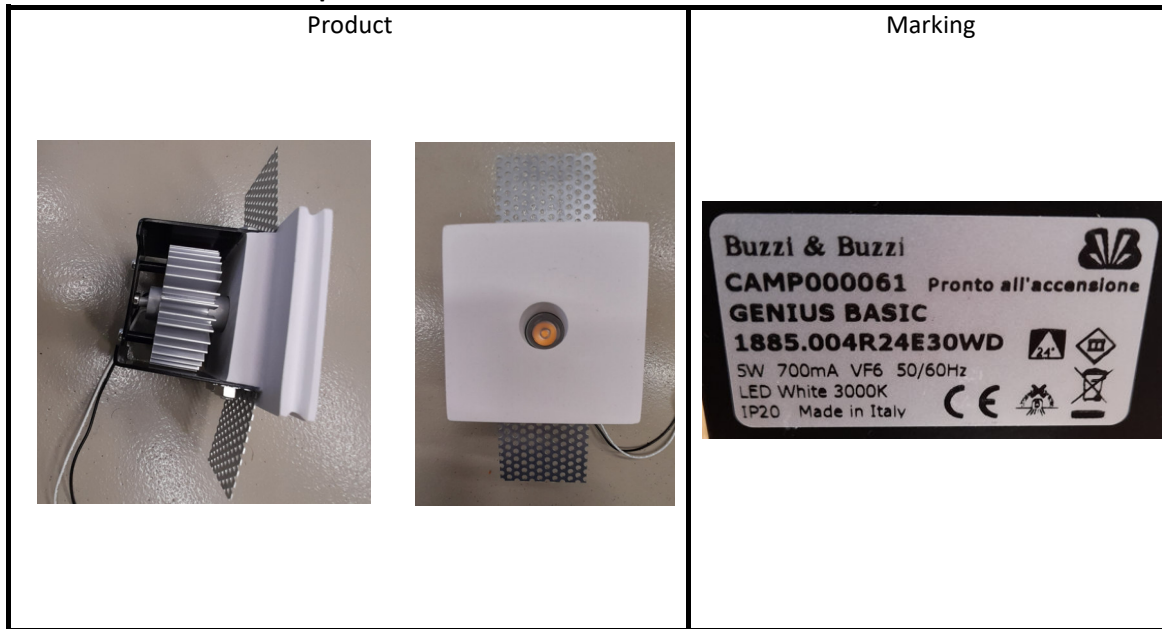 Product
Marking
Buzzi & Buzzi
CAMP000061 Pronto all'accensione
GENIUS BASIC
1885.004R24E30WD 24°
5W 700mA VF6 50/60Hz
LED White 3000K
IP20 Made in Italy CE